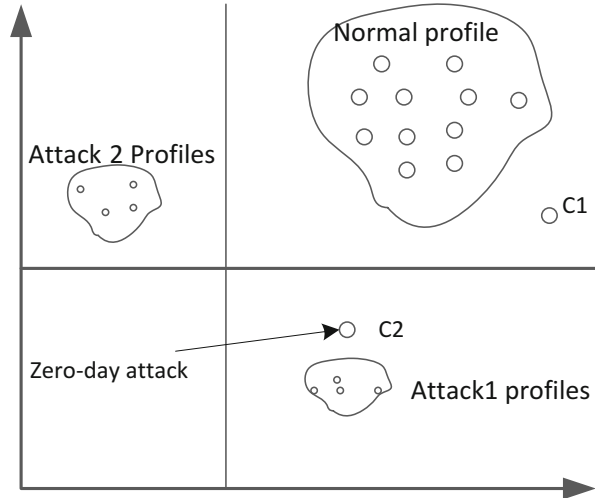 Normal profile
Attack 2 Profiles
C1
C2
Zero-day attack
Attack1 profiles